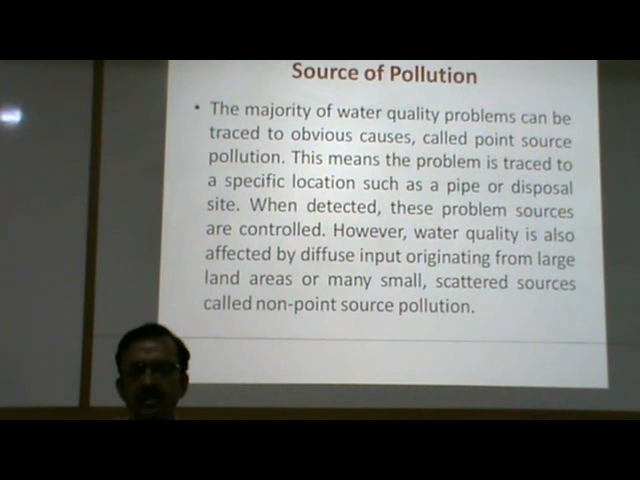 Source of Pollution
• The majority of water quality problems can be
traced to obvious causes, called point source
pollution. This means the problem is traced to
a specific location such as a pipe or disposal
site. When detected, these problem sources
are controlled. However, water quality is also
affected by diffuse input originating from large
land areas or many small, scattered sources
called non-point source pollution.